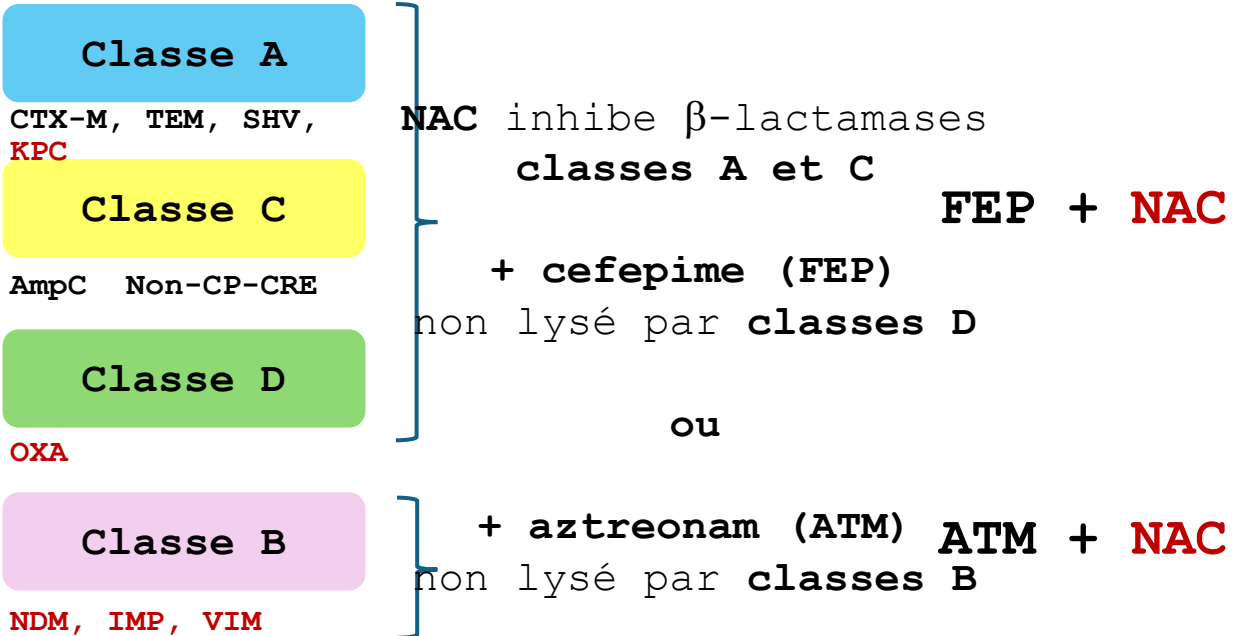 Classe A
CTX-M, TEM, SHV,
KPC
Classe C
AmpC Non-CP-CRE
Classe D
OXA
Classe B
NDM, IMP, VIM
NAC inhibe β-lactamases
classes A et C
+ cefepime (FEP)
non lysé par classes D
ou
+ aztreonam (ATM)
non lysé par classes B
FEP + NAC
ATM + NAC